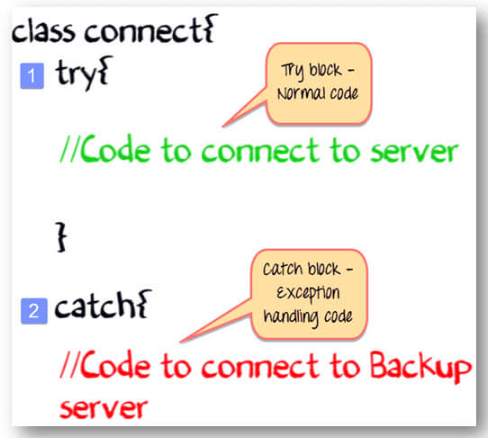 class connect{
1 try{
Try block -
Normal code
//Code to connect to server
}
Catch block -
Exception
handling code
2 catch{
//Code to connect to Backup
server